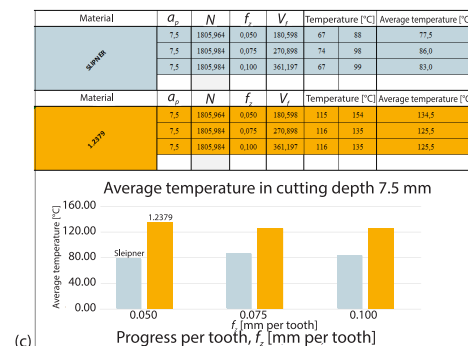 Material a_p N f_z V_f Temperature [°C] Average temperature [°C]
SLIPNER
7,5 1805,964 0,050 180,598 67 88 77,5
7,5 1805,984 0,075 270,898 74 98 86,0
7,5 1805,984 0,100 361,197 67 99 83,0
Material a_p N f_z V_f Temperature [°C] Average temperature [°C]
1.2379
7,5 1805,964 0,050 180,598 115 154 134,5
7,5 1805,984 0,075 270,898 116 135 125,5
7,5 1805,984 0,100 361,197 116 135 125,5
Average temperature in cutting depth 7.5 mm
Average temperature [°C]
160.00
120.00
80.00
40.00
0.00
1.2379
Sleipner
0.050 0.075 0.100
f_z [mm per tooth]
(c) Progress per tooth, f_z [mm per tooth]